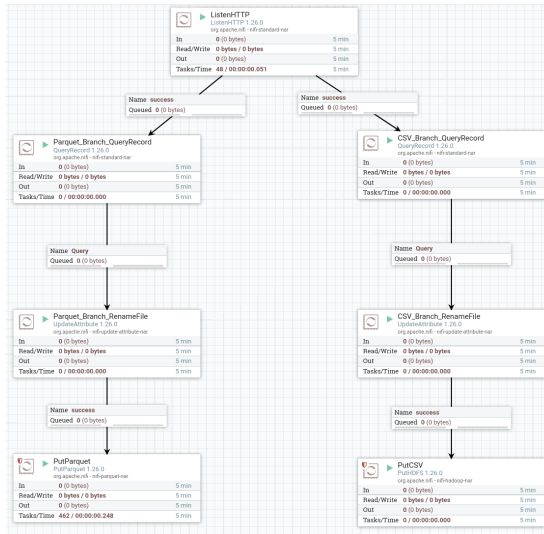 ListenHTTP
ListenHTTP 1.26.0
org.apache.nifi - nifi-standard-nar
In 0 (0 bytes) 5 min
Read/Write 0 bytes / 0 bytes 5 min
Out 0 (0 bytes) 5 min
Tasks/Time 48 / 00:00:00.051 5 min
Name success
Queued 0 (0 bytes)
Name success
Queued 0 (0 bytes)
Parquet_Branch_QueryRecord
QueryRecord 1.26.0
org.apache.nifi - nifi-standard-nar
In 0 (0 bytes) 5 min
Read/Write 0 bytes / 0 bytes 5 min
Out 0 (0 bytes) 5 min
Tasks/Time 0 / 00:00:00.000 5 min
CSV_Branch_QueryRecord
QueryRecord 1.26.0
org.apache.nifi - nifi-standard-nar
In 0 (0 bytes) 5 min
Read/Write 0 bytes / 0 bytes 5 min
Out 0 (0 bytes) 5 min
Tasks/Time 0 / 00:00:00.000 5 min
Name Query
Queued 0 (0 bytes)
Name Query
Queued 0 (0 bytes)
Parquet_Branch_RenameFile
UpdateAttribute 1.26.0
org.apache.nifi - nifi-update-attribute-nar
In 0 (0 bytes) 5 min
Read/Write 0 bytes / 0 bytes 5 min
Out 0 (0 bytes) 5 min
Tasks/Time 0 / 00:00:00.000 5 min
CSV_Branch_RenameFile
UpdateAttribute 1.26.0
org.apache.nifi - nifi-update-attribute-nar
In 0 (0 bytes) 5 min
Read/Write 0 bytes / 0 bytes 5 min
Out 0 (0 bytes) 5 min
Tasks/Time 0 / 00:00:00.000 5 min
Name success
Queued 0 (0 bytes)
Name success
Queued 0 (0 bytes)
PutParquet
PutParquet 1.26.0
org.apache.nifi - nifi-parquet-nar
In 0 (0 bytes) 5 min
Read/Write 0 bytes / 0 bytes 5 min
Out 0 (0 bytes) 5 min
Tasks/Time 462 / 00:00:00.248 5 min
PutCSV
PutHDFS 1.26.0
org.apache.nifi - nifi-hadoop-nar
In 0 (0 bytes) 5 min
Read/Write 0 bytes / 0 bytes 5 min
Out 0 (0 bytes) 5 min
Tasks/Time 0 / 00:00:00.000 5 min